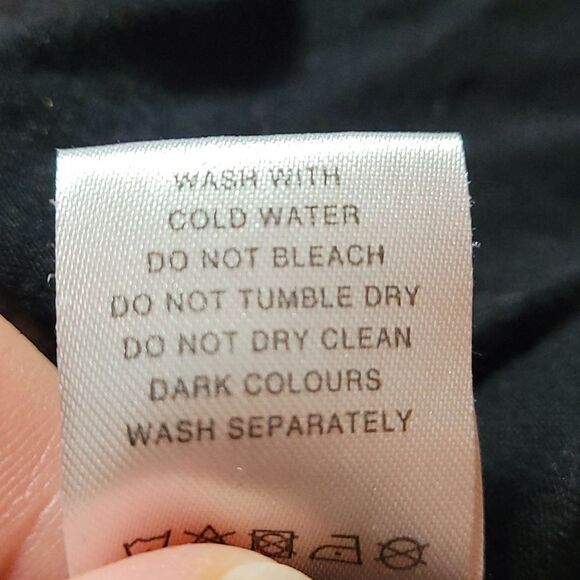 WASH WITH
COLD WATER
DO NOT BLEACH
DO NOT TUMBLE DRY
DO NOT DRY CLEAN
DARK COLOURS
WASH SEPARATELY